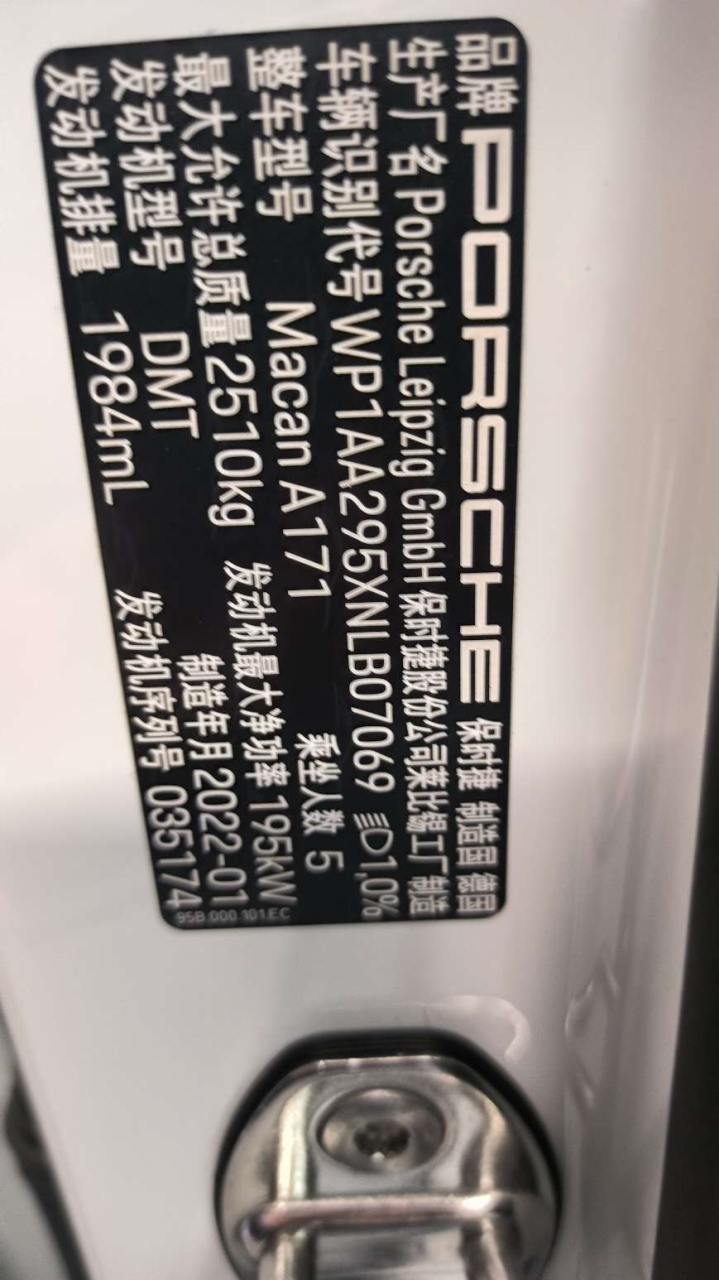 品牌 PORSCHE 保时捷 制造国 德国
生产厂名 Porsche Leipzig GmbH 保时捷股份公司莱比锡工厂 制造
车辆识别代号 WP1AA295XNLB07069 1,0%
整车型号 Macan A171 乘坐人数 5
最大允许总质量 2510kg 发动机最大净功率 195kW
发动机型号 DMT 制造年月 2022-01
发动机排量 1984mL 发动机序列号 035174
95B.000.101.EC